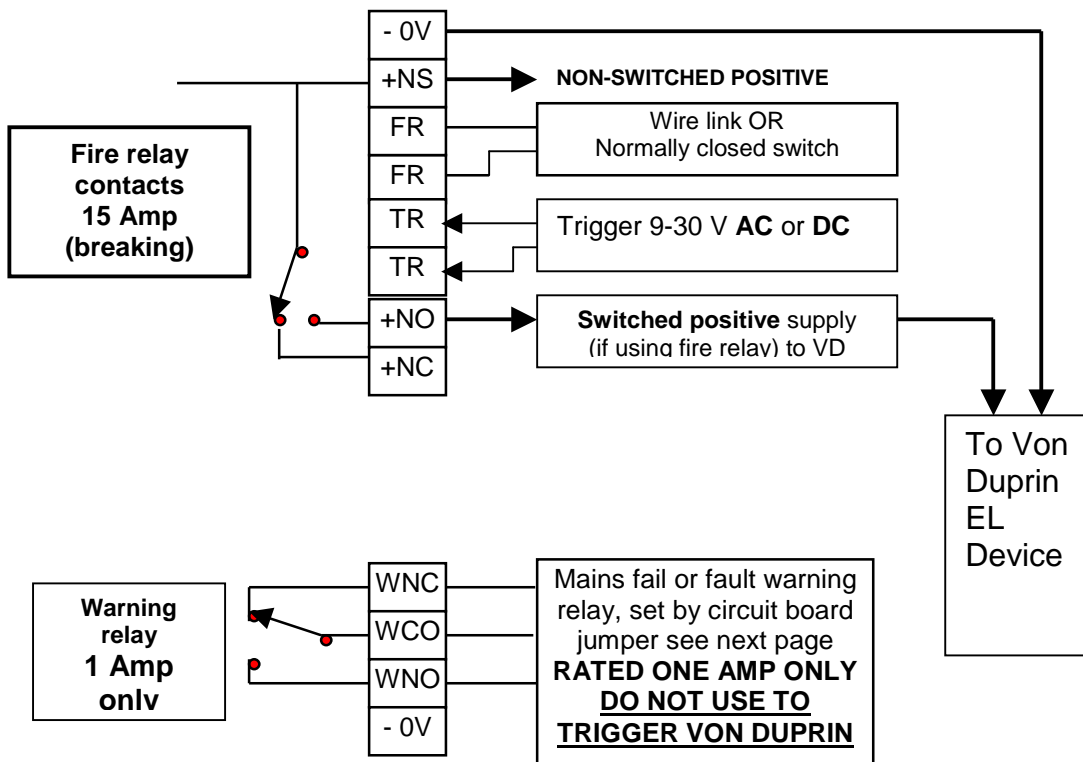 - 0V
+NS
FR
FR
TR
TR
+NO
+NC
NON-SWITCHED POSITIVE
Wire link OR
Normally closed switch
Fire relay
contacts
15 Amp
(breaking)
Trigger 9-30 V AC or DC
Switched positive supply
(if using fire relay) to VD
To Von
Duprin
EL
Device
Warning
relay
1 Amp
only
WNC
WCO
WNO
- 0V
Mains fail or fault warning
relay, set by circuit board
jumper see next page
RATED ONE AMP ONLY
DO NOT USE TO
TRIGGER VON DUPRIN